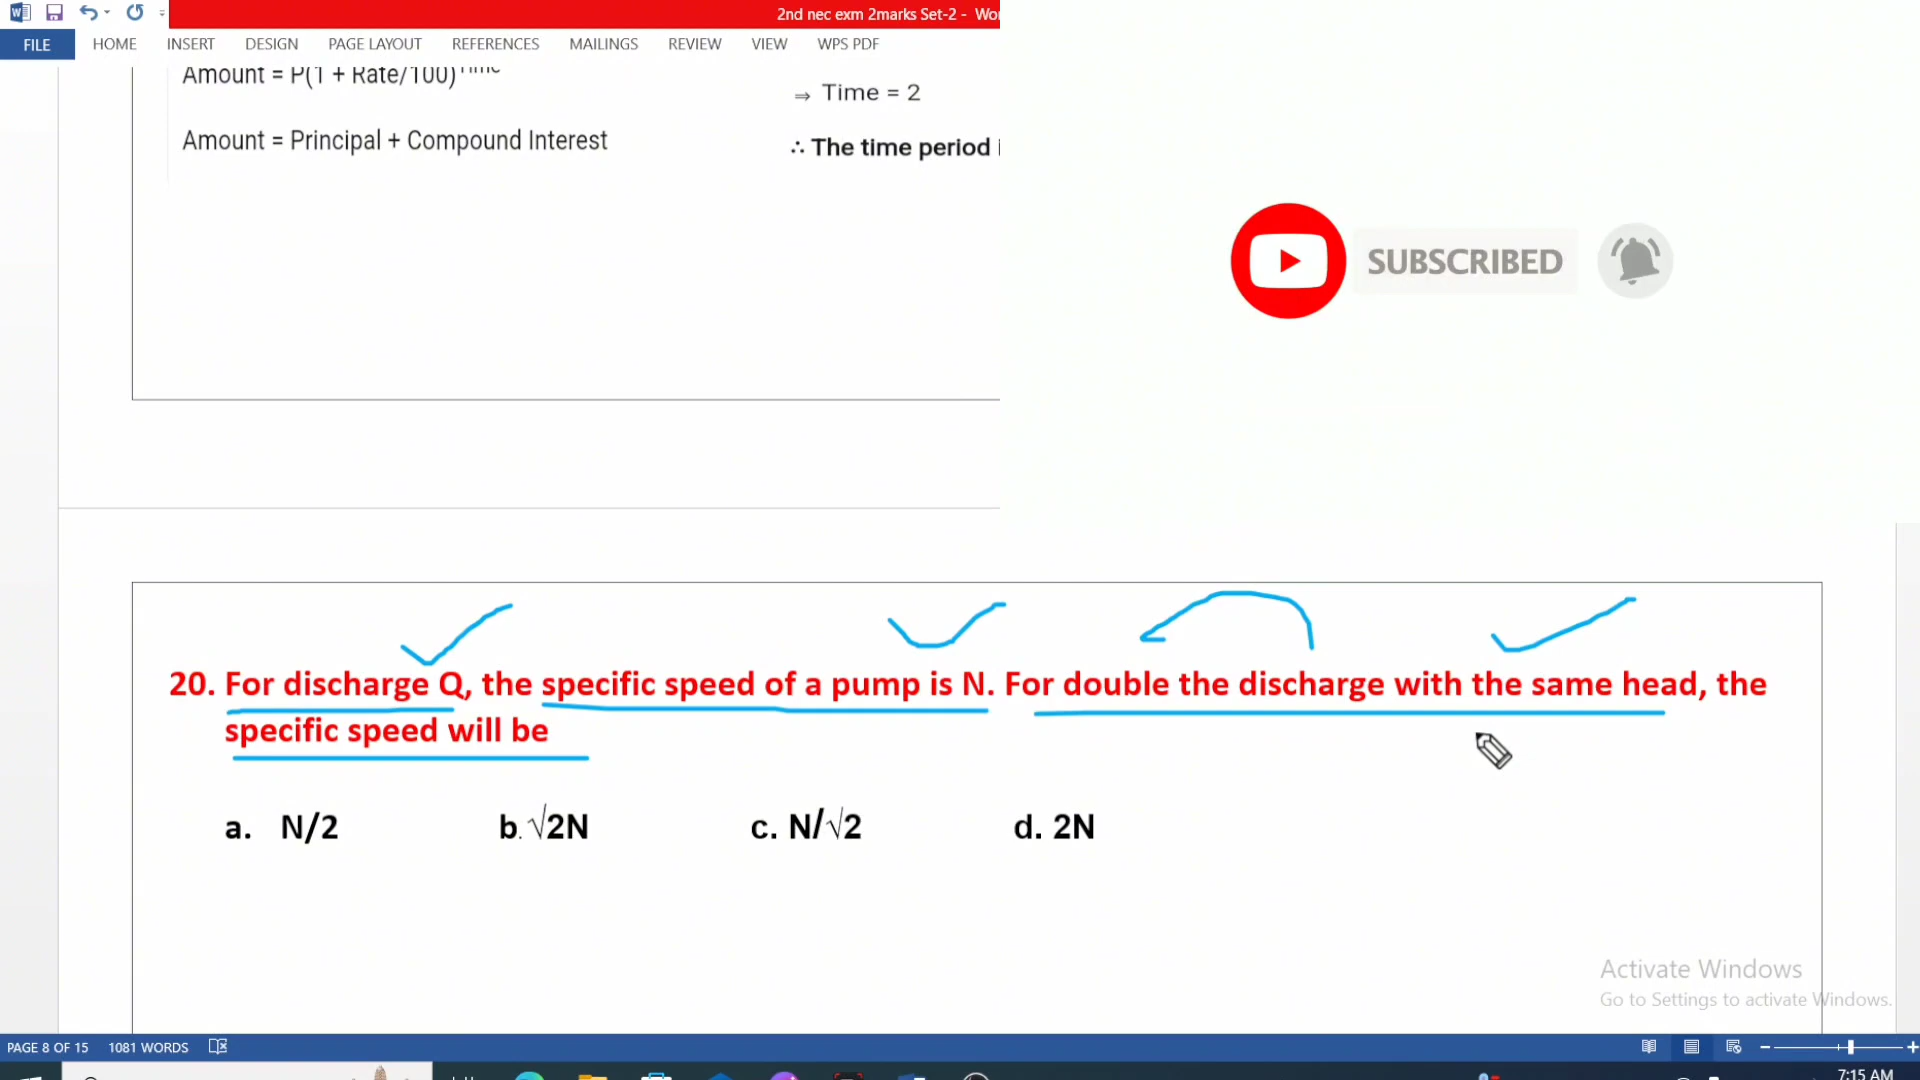 2nd nec exm 2marks Set-2 -
FILE HOME INSERT DESIGN PAGE LAYOUT REFERENCES MAILINGS REVIEW VIEW WPS PDF
Amount = P(1 + Rate/100)^Time
⇒ Time = 2
Amount = Principal + Compound Interest
∴ The time period
SUBSCRIBED
20. For discharge Q, the specific speed of a pump is N. For double the discharge with the same head, the
specific speed will be
a. N/2 b. √2N c. N/√2 d. 2N
Activate Windows
Go to Settings to activate Windows.
PAGE 8 OF 15 1081 WORDS
7:15 AM